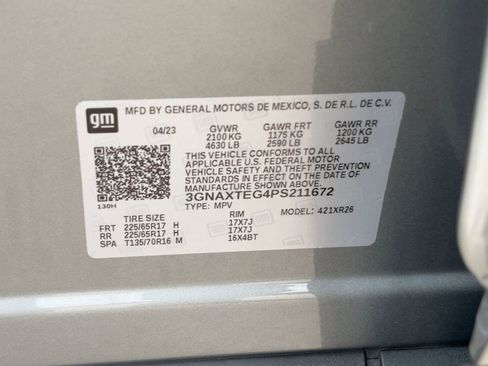 gm
MFD BY GENERAL MOTORS DE MEXICO, S. DE R.L. DE C.V.
04/23 GVWR GAWR FRT GAWR RR
2100 KG 1175 KG 1200 KG
4630 LB 2590 LB 2645 LB
THIS VEHICLE CONFORMS TO ALL
APPLICABLE U.S. FEDERAL MOTOR
VEHICLE SAFETY AND THEFT PREVENTION
STANDARDS IN EFFECT ON THE DATE OF
MANUFACTURE SHOWN ABOVE.
3GNAXTEG4PS211672
130H TYPE: MPV MODEL: 421XR26
TIRE SIZE RIM
FRT 225/65R17 H 17X7J
RR 225/65R17 H 17X7J
SPA T135/70R16 M 16X4BT